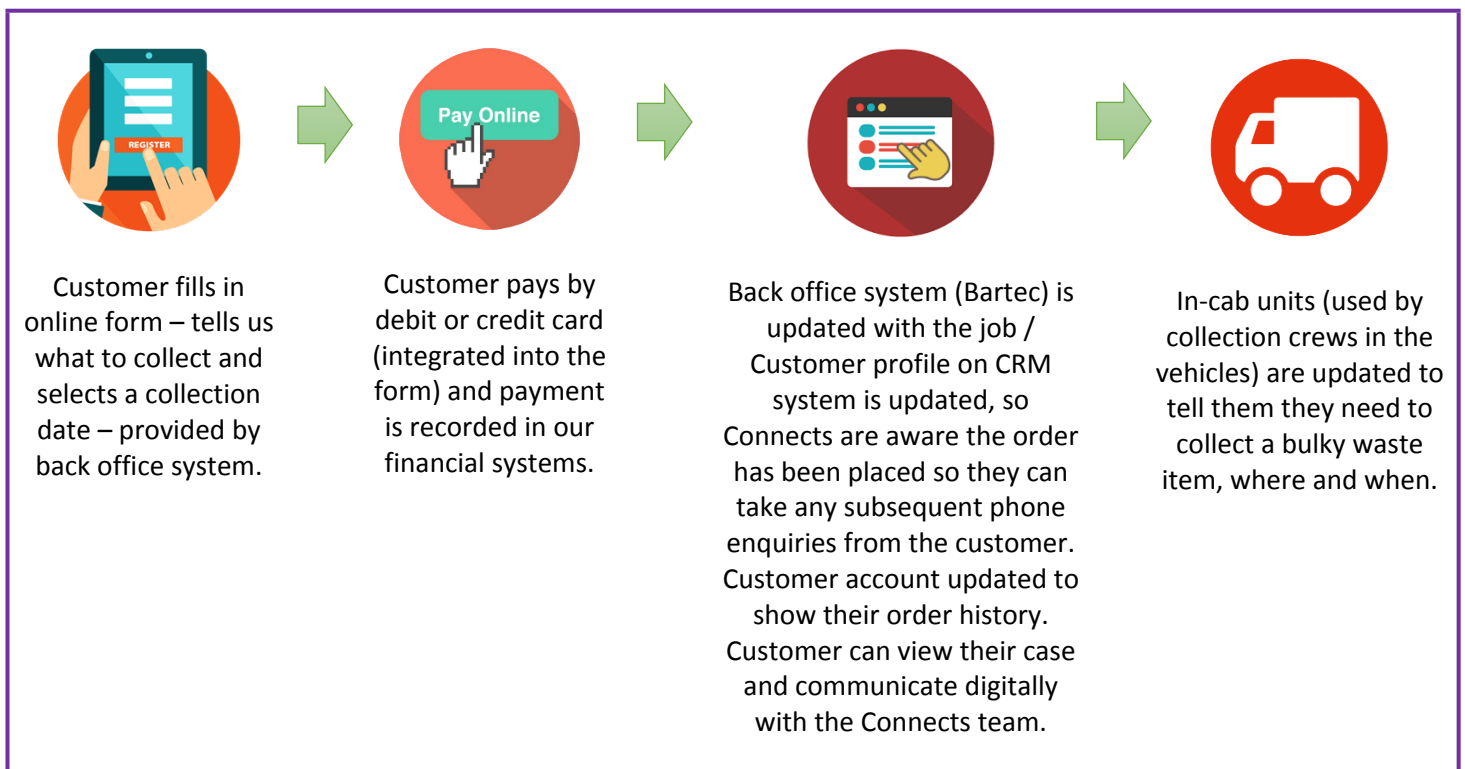 REGISTER
Customer fills in
online form – tells us
what to collect and
selects a collection
date – provided by
back office system.
Pay Online
Customer pays by
debit or credit card
(integrated into the
form) and payment
is recorded in our
financial systems.
Back office system (Bartec) is
updated with the job /
Customer profile on CRM
system is updated, so
Connects are aware the order
has been placed so they can
take any subsequent phone
enquiries from the customer.
Customer account updated to
show their order history.
Customer can view their case
and communicate digitally
with the Connects team.
In-cab units (used by
collection crews in the
vehicles) are updated to
tell them they need to
collect a bulky waste
item, where and when.